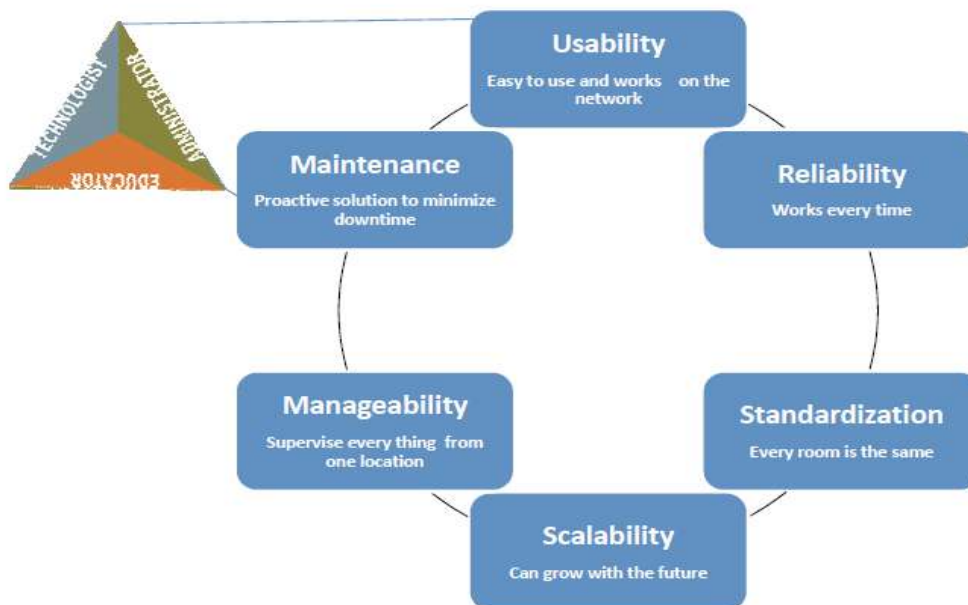 TECHNOLOGIST
ADMINISTRATOR
EDUCATOR
Usability
Easy to use and works on the
network
Reliability
Works every time
Standardization
Every room is the same
Scalability
Can grow with the future
Manageability
Supervise every thing from
one location
Maintenance
Proactive solution to minimize
downtime